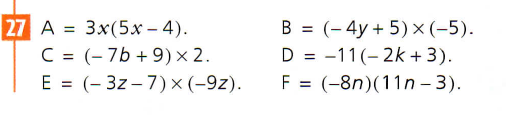 27 A = 3x(5x – 4). B = (– 4y + 5) × (–5).
C = (– 7b + 9) × 2. D = –11(– 2k + 3).
E = (– 3z – 7) × (–9z). F = (–8n)(11n – 3).